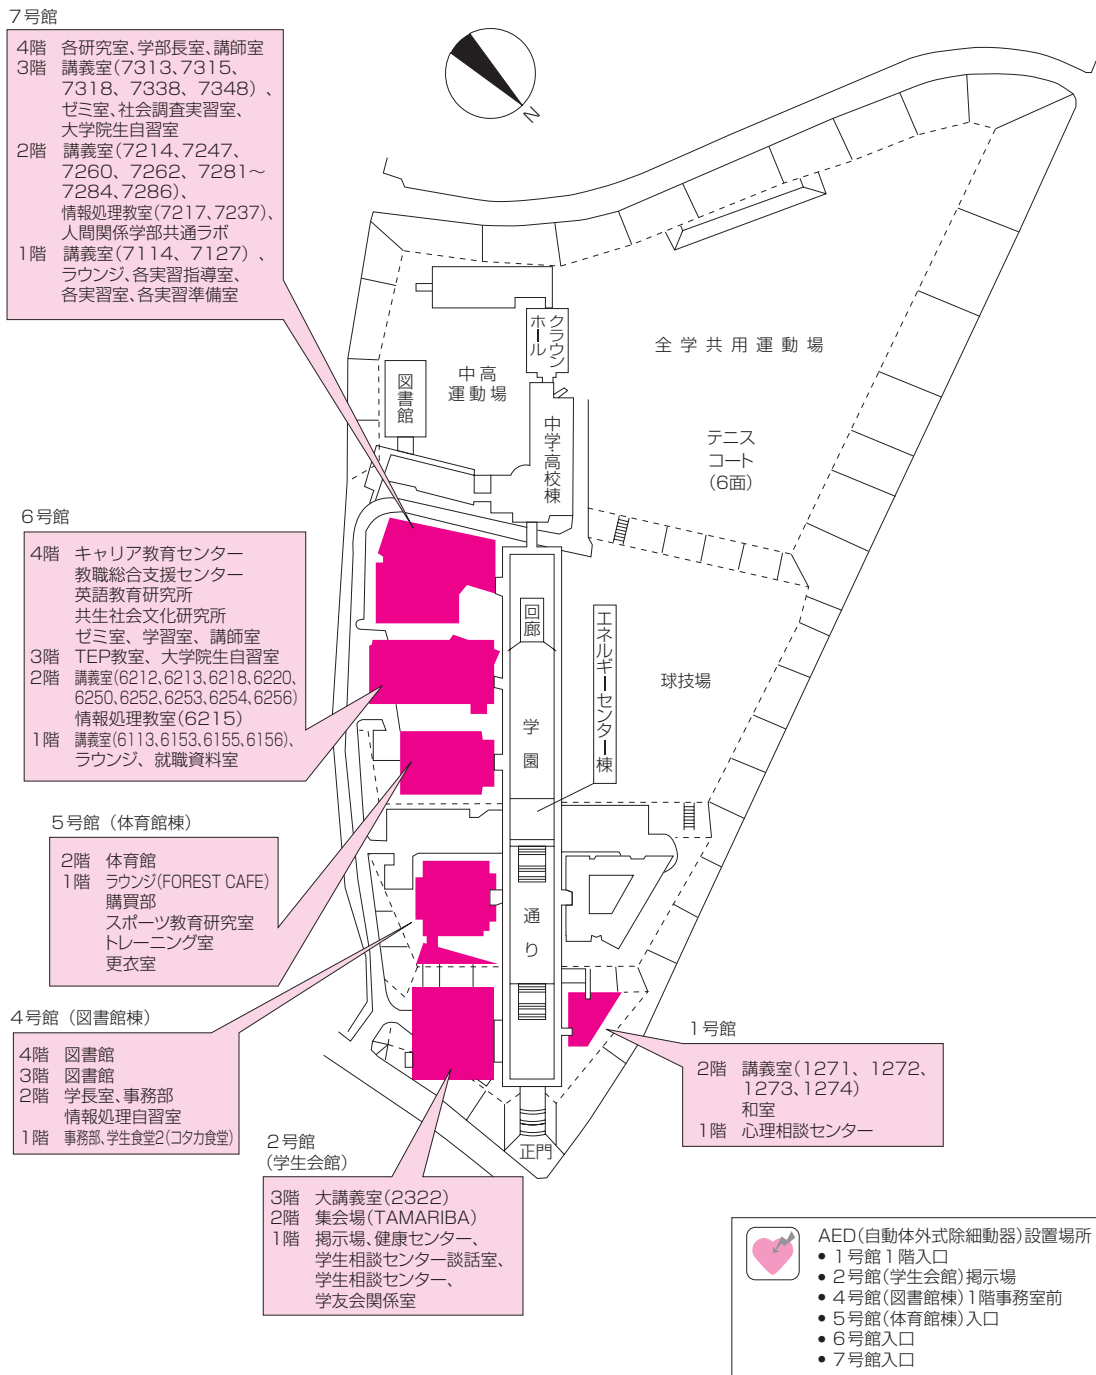 7号館
4階 各研究室、学部長室、講師室
3階 講義室(7313、7315、
7318、7338、7348)、
ゼミ室、社会調査実習室、
大学院生自習室
2階 講義室(7214、7247、
7260、7262、7281～
7284、7286)、
情報処理教室(7217、7237)、
人間関係学部共通ラボ
1階 講義室(7114、7127)、
ラウンジ、各実習指導室、
各実習室、各実習準備室
N
クラウン
ホール
全学共用運動場
中高
運動場
図書館
中学・高校棟
テニス
コート
(6面)
6号館
4階 キャリア教育センター
教職総合支援センター
英語教育研究所
共生社会文化研究所
ゼミ室、学習室、講師室
3階 TEP教室、大学院生自習室
2階 講義室(6212、6213、6218、6220、
6250、6252、6253、6254、6256)
情報処理教室(6215)
1階 講義室(6113、6153、6155、6156)、
ラウンジ、就職資料室
回廊
エネルギーセンター棟
球技場
学園
通り
5号館(体育館棟)
2階 体育館
1階 ラウンジ(FOREST CAFE)
購買部
スポーツ教育研究室
トレーニング室
更衣室
4号館(図書館棟)
4階 図書館
3階 図書館
2階 学長室、事務部
情報処理自習室
1階 事務部、学生食堂2(コタカ食堂)
1号館
2階 講義室(1271、1272、
1273、1274)
和室
1階 心理相談センター
正門
2号館
(学生会館)
3階 大講義室(2322)
2階 集会場(TAMARIBA)
1階 掲示場、健康センター、
学生相談センター談話室、
学生相談センター、
学友会関係室
AED(自動体外式除細動器)設置場所
• 1号館1階入口
• 2号館(学生会館)掲示場
• 4号館(図書館棟)1階事務室前
• 5号館(体育館棟)入口
• 6号館入口
• 7号館入口